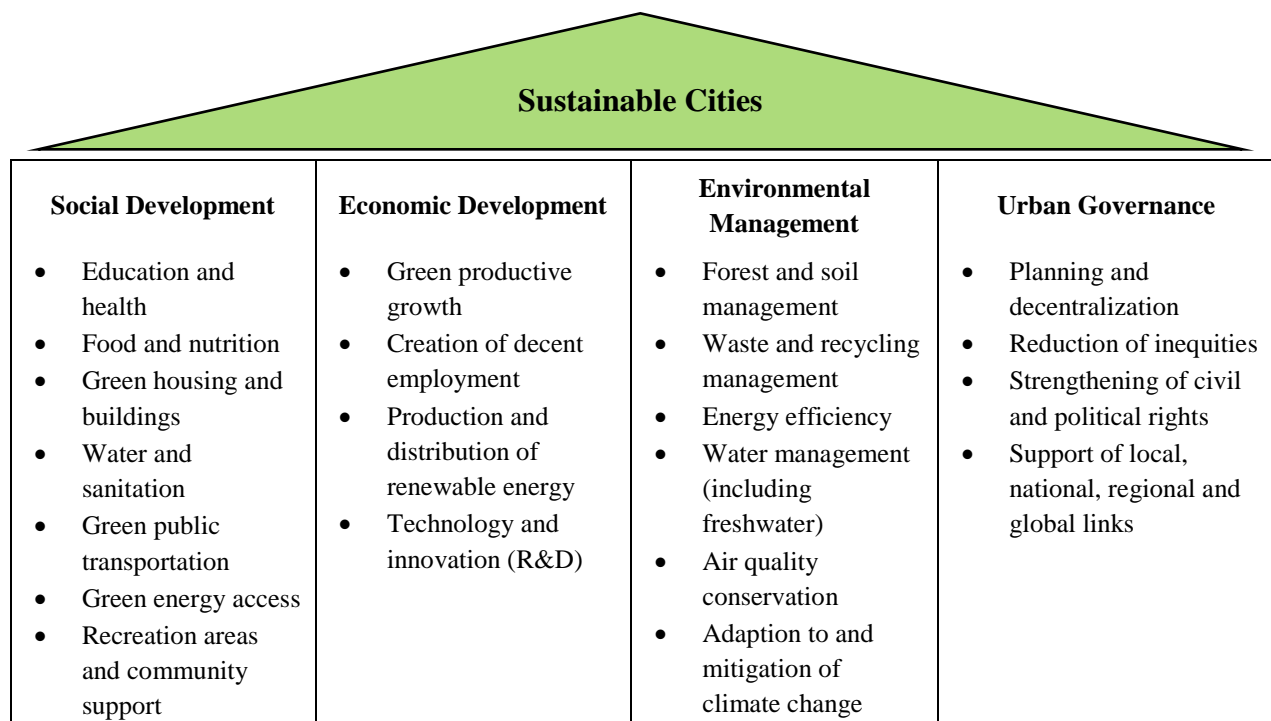 Sustainable Cities
Social Development
• Education and
health
• Food and nutrition
• Green housing and
buildings
• Water and
sanitation
• Green public
transportation
• Green energy access
• Recreation areas
and community
support
Economic Development
• Green productive
growth
• Creation of decent
employment
• Production and
distribution of
renewable energy
• Technology and
innovation (R&D)
Environmental
Management
• Forest and soil
management
• Waste and recycling
management
• Energy efficiency
• Water management
(including
freshwater)
• Air quality
conservation
• Adaption to and
mitigation of
climate change
Urban Governance
• Planning and
decentralization
• Reduction of inequities
• Strengthening of civil
and political rights
• Support of local,
national, regional and
global links